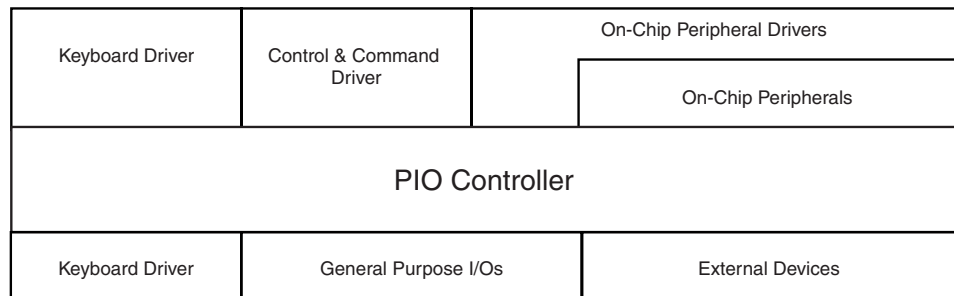 Keyboard Driver
Control & Command
Driver
On-Chip Peripheral Drivers
On-Chip Peripherals
PIO Controller
Keyboard Driver
General Purpose I/Os
External Devices